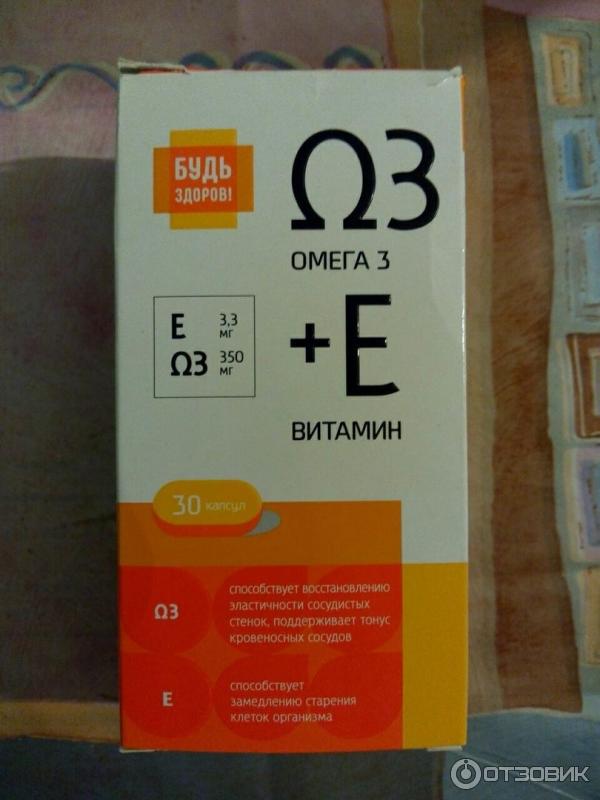 БУДЬ
ЗДОРОВ!
Ω3
ОМЕГА 3
+E
ВИТАМИН
E 3,3 мг
Ω3 350 мг
30 капсул
Ω3
способствует восстановлению
эластичности сосудистых
стенок, поддерживает тонус
кровеносных сосудов
E
способствует
замедлению старения
клеток организма
ОТЗОВИК